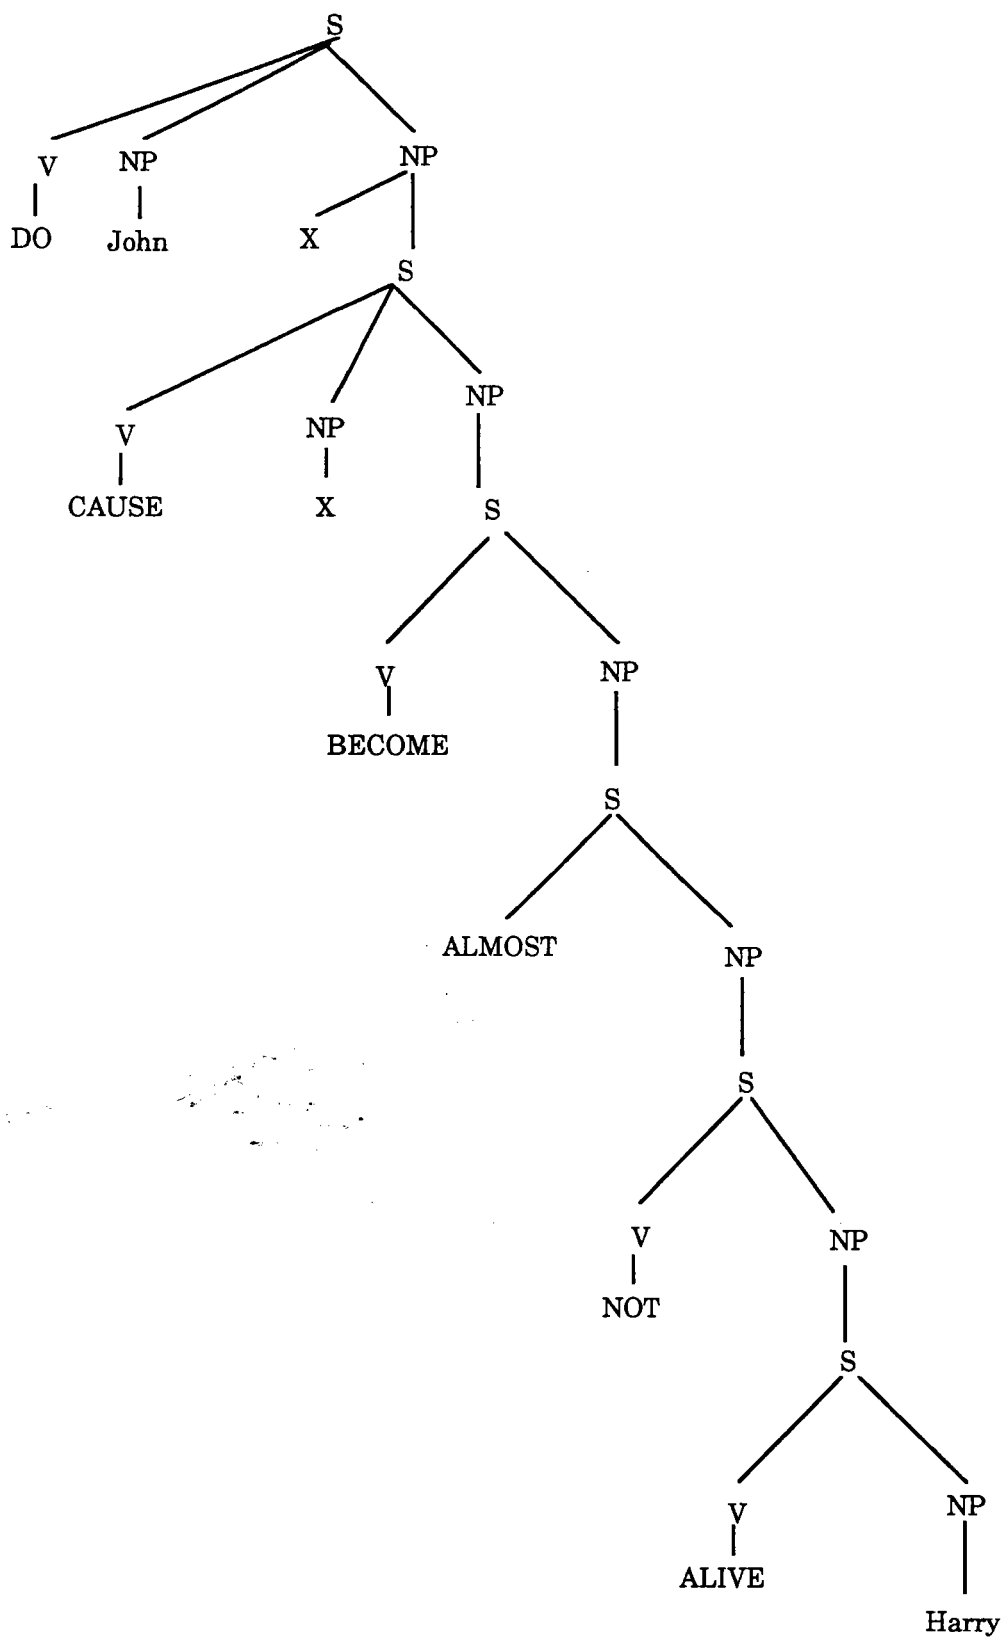 S
V NP NP
DO John X
S
V NP NP
CAUSE X S
V NP
BECOME
S
ALMOST NP
S
V NP
NOT
S
V NP
ALIVE
Harry